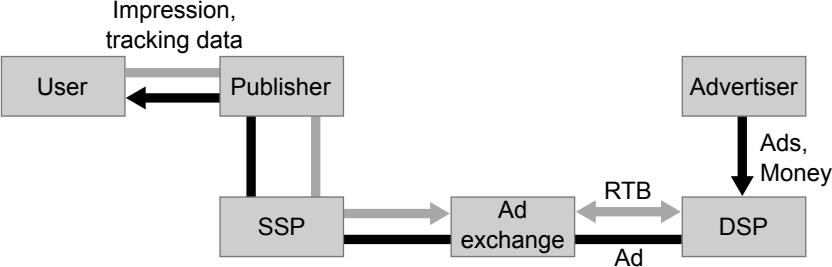 Impression,
tracking data
User
Publisher
Advertiser
Ads,
Money
SSP
Ad
exchange
RTB
Ad
DSP